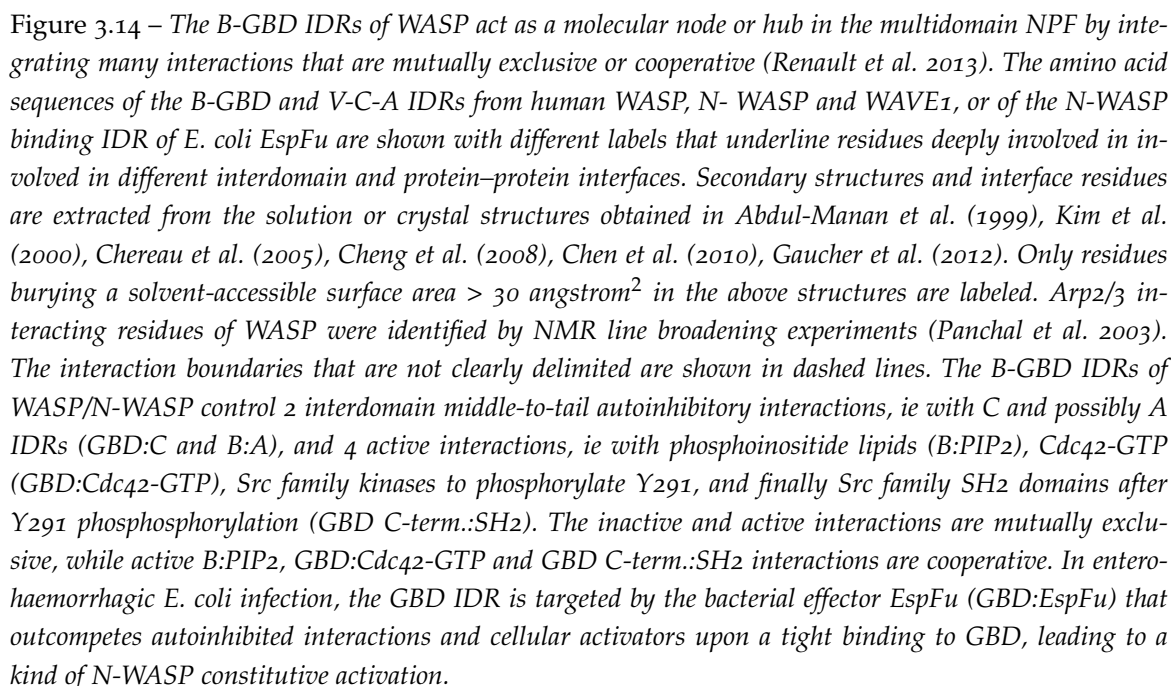 Figure 3.14 – The B-GBD IDRs of WASP act as a molecular node or hub in the multidomain NPF by inte-
grating many interactions that are mutually exclusive or cooperative (Renault et al. 2013). The amino acid
sequences of the B-GBD and V-C-A IDRs from human WASP, N- WASP and WAVE1, or of the N-WASP
binding IDR of E. coli EspFu are shown with different labels that underline residues deeply involved in in-
volved in different interdomain and protein–protein interfaces. Secondary structures and interface residues
are extracted from the solution or crystal structures obtained in Abdul-Manan et al. (1999), Kim et al.
(2000), Chereau et al. (2005), Cheng et al. (2008), Chen et al. (2010), Gaucher et al. (2012). Only residues
burying a solvent-accessible surface area > 30 angstrom² in the above structures are labeled. Arp2/3 in-
teracting residues of WASP were identified by NMR line broadening experiments (Panchal et al. 2003).
The interaction boundaries that are not clearly delimited are shown in dashed lines. The B-GBD IDRs of
WASP/N-WASP control 2 interdomain middle-to-tail autoinhibitory interactions, ie with C and possibly A
IDRs (GBD:C and B:A), and 4 active interactions, ie with phosphoinositide lipids (B:PIP2), Cdc42-GTP
(GBD:Cdc42-GTP), Src family kinases to phosphorylate Y291, and finally Src family SH2 domains after
Y291 phosphosphorylation (GBD C-term.:SH2). The inactive and active interactions are mutually exclu-
sive, while active B:PIP2, GBD:Cdc42-GTP and GBD C-term.:SH2 interactions are cooperative. In entero-
haemorrhagic E. coli infection, the GBD IDR is targeted by the bacterial effector EspFu (GBD:EspFu) that
outcompetes autoinhibited interactions and cellular activators upon a tight binding to GBD, leading to a
kind of N-WASP constitutive activation.